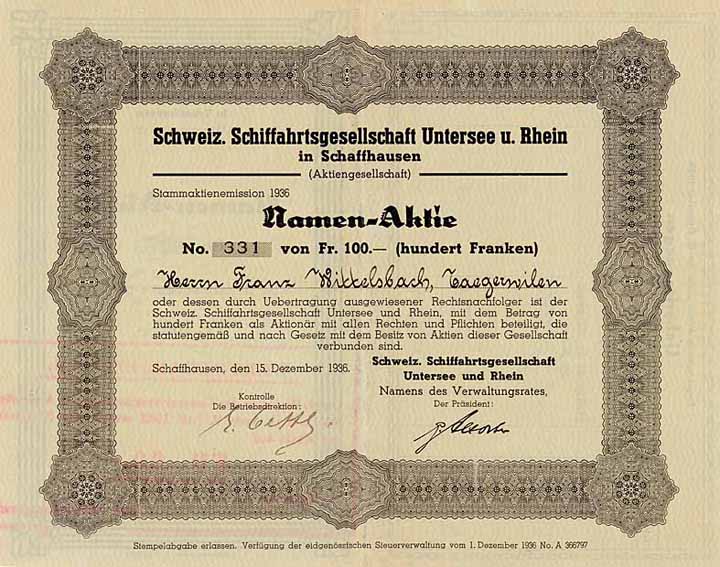 Schweiz. Schiffahrtsgesellschaft Untersee u. Rhein
in Schaffhausen
(Aktiengesellschaft)
Stammaktienemission 1936
Namen-Aktie
No. 331 von Fr. 100.— (hundert Franken)
Herrn Franz Wittelsbach, Taegerwilen
oder dessen durch Uebertragung ausgewiesener Rechtsnachfolger ist der
Schweiz. Schiffahrtsgesellschaft Untersee und Rhein, mit dem Betrag von
hundert Franken als Aktionär mit allen Rechten und Pflichten beteiligt, die
statutengemäß und nach Gesetz mit dem Besitz von Aktien dieser Gesellschaft
verbunden sind.
Schaffhausen, den 15. Dezember 1936.
Schweiz. Schiffahrtsgesellschaft
Untersee und Rhein
Namens des Verwaltungsrates,
Der Präsident:
Kontrolle
Die Betriebsdirektion:
Stempelabgabe erlassen. Verfügung der eidgenössischen Steuerverwaltung vom 1. Dezember 1936 No. A 366797